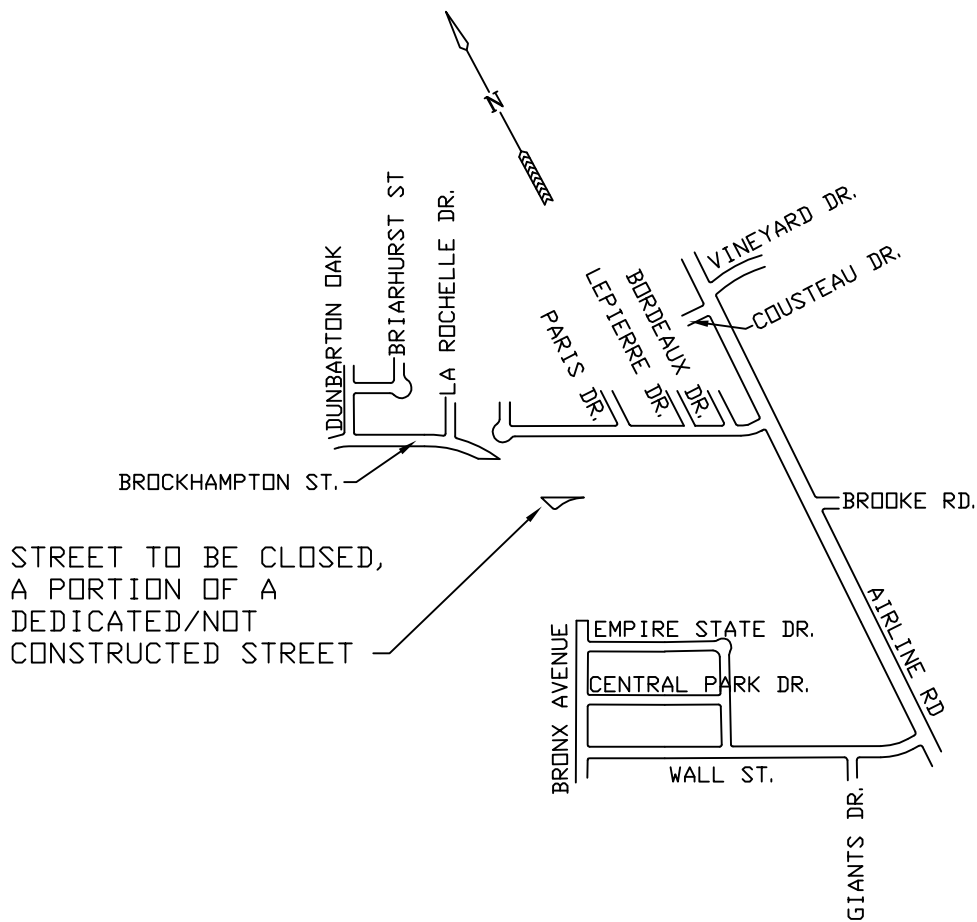 N
VINEYARD DR.
COUSTEAU DR.
BORDEAUX DR.
LEPIERRE DR.
PARIS DR.
LA ROCHELLE DR.
BRIARHURST ST
DUNBARTON OAK
BROCKHAMPTON ST.
BROOKE RD.
STREET TO BE CLOSED,
A PORTION OF A
DEDICATED/NOT
CONSTRUCTED STREET
AIRLINE RD
EMPIRE STATE DR.
CENTRAL PARK DR.
BRONX AVENUE
WALL ST.
GIANTS DR.